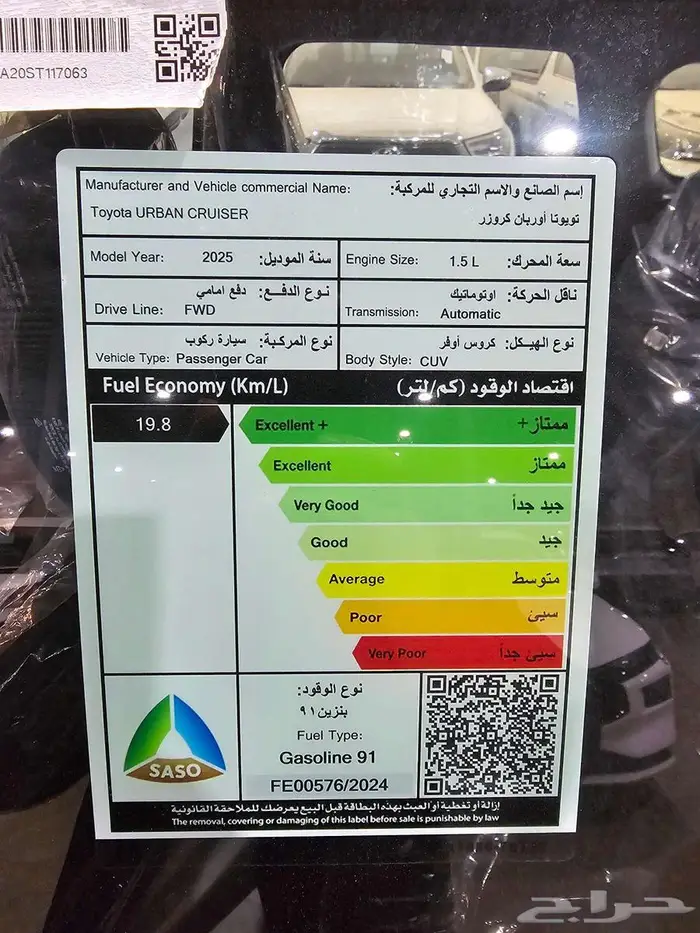 A20ST117063
Manufacturer and Vehicle commercial Name: إسم الصانع والاسم التجاري للمركبة:
Toyota URBAN CRUISER تويوتا أوربان كروزر
Model Year: 2025 سنة الموديل:
Engine Size: 1.5 L سعة المحرك:
نوع الدفع: دفع امامي
Drive Line: FWD
ناقل الحركة: اوتوماتيك
Transmission: Automatic
نوع المركبة: سيارة ركوب
Vehicle Type: Passenger Car
نوع الهيكل: كروس أوفر
Body Style: CUV
Fuel Economy (Km/L) اقتصاد الوقود (كم/لتر)
19.8
Excellent + ممتاز+
Excellent ممتاز
Very Good جيد جداً
Good جيد
Average متوسط
Poor سيئ
Very Poor سيئ جداً
SASO
نوع الوقود:
بنزين ٩١
Fuel Type:
Gasoline 91
FE00576/2024
إزالة أو تغطية أو العبث بهذه البطاقة قبل البيع يعرضك للملاحقة القانونية
The removal, covering or damaging of this label before sale is punishable by law
حراج